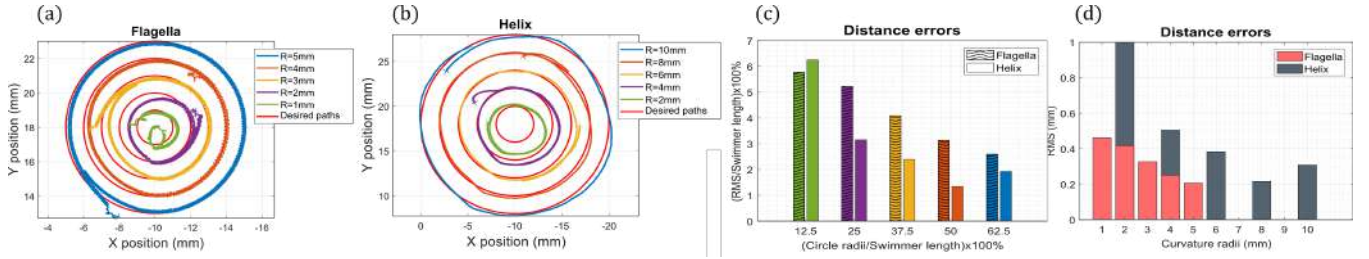 (a)
Flagella
R=5mm
R=4mm
R=3mm
R=2mm
R=1mm
Desired paths
Y position (mm)
22
20
18
16
14
-4
-6
-8
-10
-12
-14
-16
X position (mm)
(b)
Helix
R=10mm
R=8mm
R=6mm
R=4mm
R=2mm
Desired paths
Y position (mm)
25
20
15
10
0
-5
-10
-15
-20
X position (mm)
(c)
Distance errors
Flagella
Helix
(RMS/Swimmer length)x100%
7
6
5
4
3
2
1
0
12.5
25
37.5
50
62.5
(Circle radii/Swimmer length)x100%
(d)
Distance errors
Flagella
Helix
RMS (mm)
1
0.8
0.6
0.4
0.2
0
1
2
3
4
5
6
7
8
9
10
Curvature radii (mm)